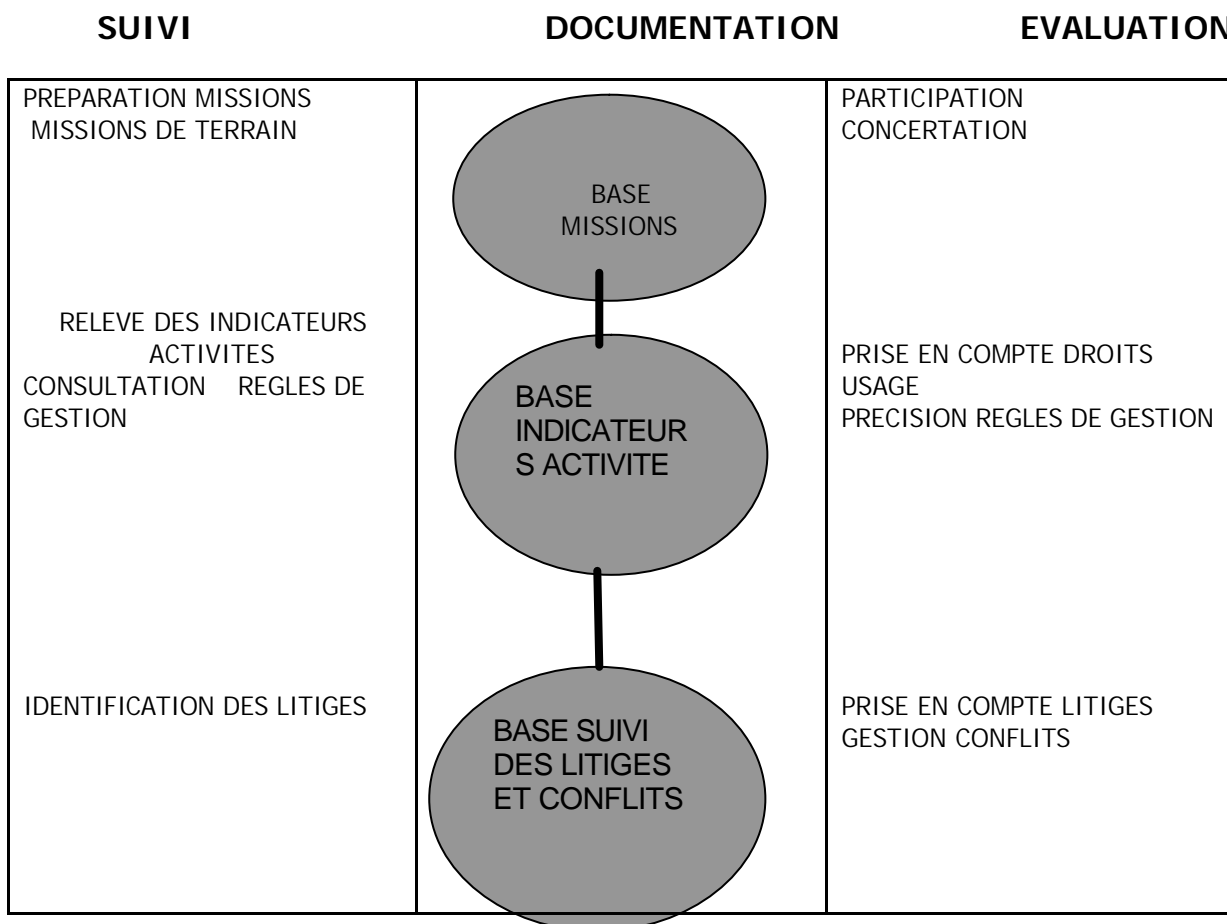 SUIVI DOCUMENTATION EVALUATION
PREPARATION MISSIONS
MISSIONS DE TERRAIN
RELEVE DES INDICATEURS
ACTIVITES
CONSULTATION REGLES DE
GESTION
IDENTIFICATION DES LITIGES
BASE
MISSIONS
BASE
INDICATEUR
S ACTIVITE
BASE SUIVI
DES LITIGES
ET CONFLITS
PARTICIPATION
CONCERTATION
PRISE EN COMPTE DROITS
USAGE
PRECISION REGLES DE GESTION
PRISE EN COMPTE LITIGES
GESTION CONFLITS